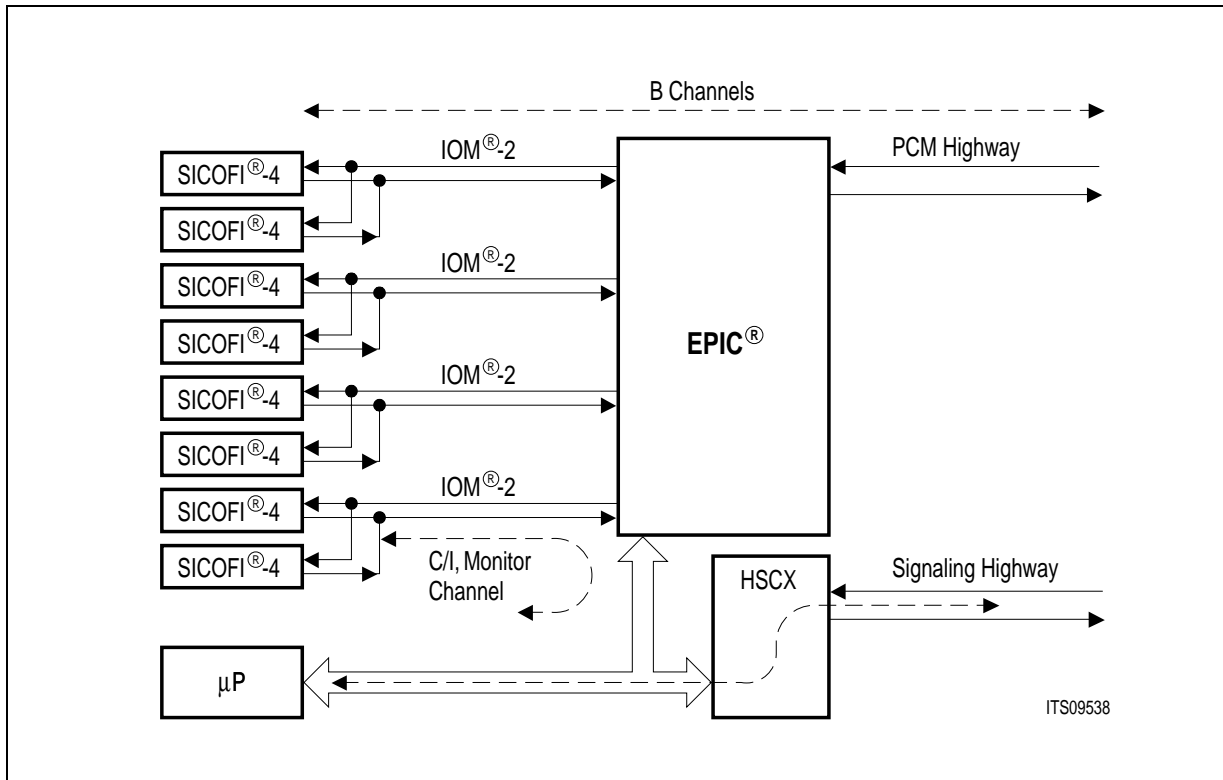 B Channels
IOM®-2
PCM Highway
SICOFI®-4
SICOFI®-4
IOM®-2
SICOFI®-4
SICOFI®-4
EPIC®
IOM®-2
SICOFI®-4
SICOFI®-4
IOM®-2
SICOFI®-4
SICOFI®-4
C/I, Monitor
Channel
HSCX
Signaling Highway
μP
ITS09538